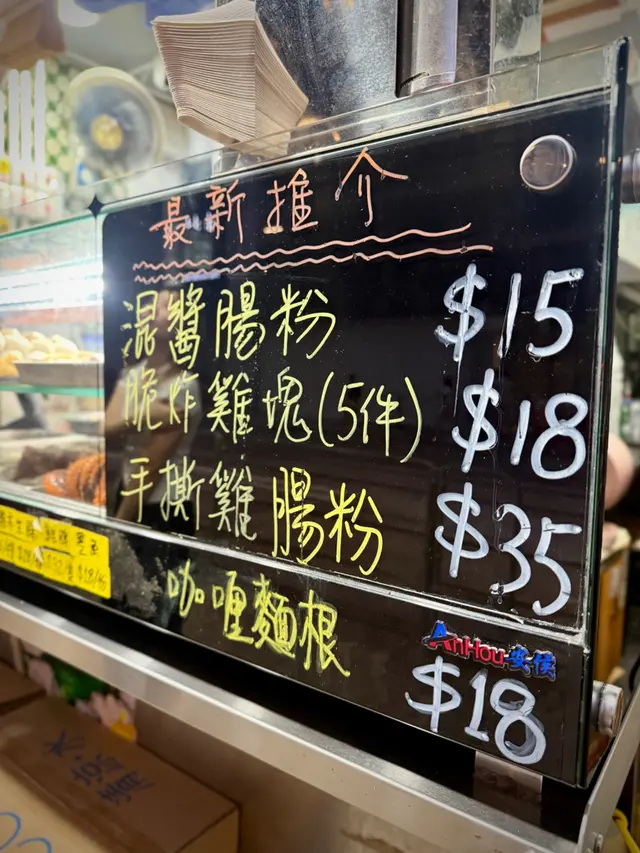 最新推介
混醬腸粉 $15
脆炸雞塊(5件) $18
手撕雞腸粉 $35
咖喱麵根 $18
AnHou安侯